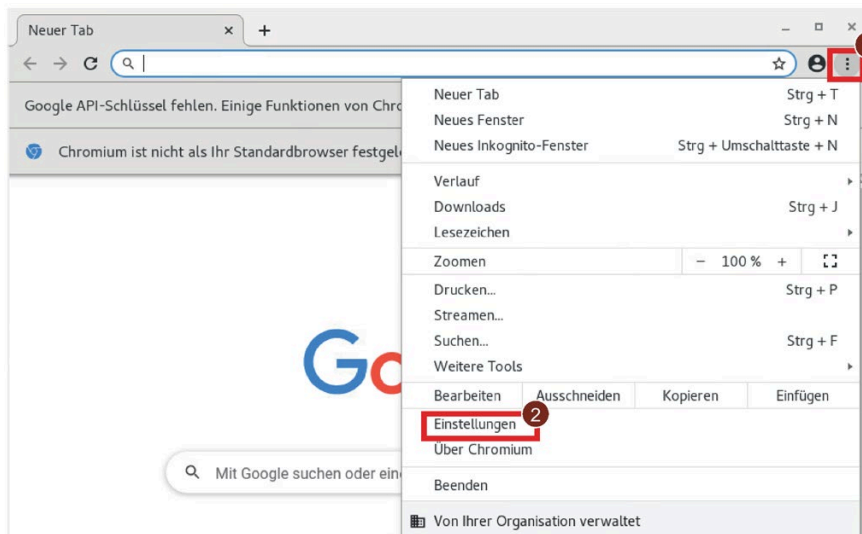 Neuer Tab
Google API-Schlüssel fehlen. Einige Funktionen von Chro
Chromium ist nicht als Ihr Standardbrowser festgele
Go
Mit Google suchen oder eine
Neuer Tab Strg + T
Neues Fenster Strg + N
Neues Inkognito-Fenster Strg + Umschalttaste + N
Verlauf
Downloads Strg + J
Lesezeichen
Zoomen − 100 % +
Drucken... Strg + P
Streamen...
Suchen... Strg + F
Weitere Tools
Bearbeiten Ausschneiden Kopieren Einfügen
Einstellungen 2
Über Chromium
Beenden
Von Ihrer Organisation verwaltet